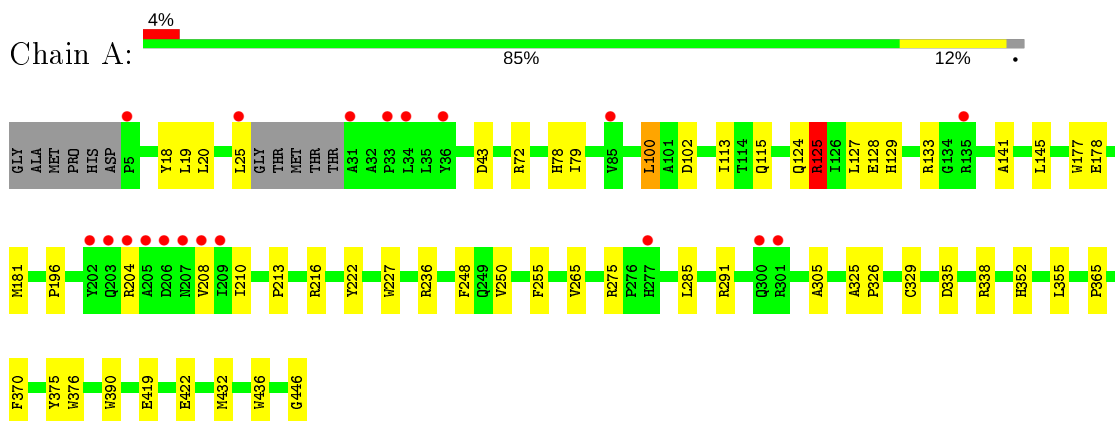 4%
Chain A:
85% 12% •
GLY ALA MET PRO HIS ASP P5 Y18 L19 L20 L25 GLY THR MET THR THR A31 A32 P33 L34 L35 Y36 D43 R72 H78 I79 V85 L100 A101 D102 I113 T114 Q115 Q124 R125 I126 L127 E128 H129 R133 G134 R135 A141 L145 W177 E178
M181 P196 Y202 Q203 R204 A205 D206 N207 V208 I209 I210 P213 R216 Y222 W227 R236 F248 Q249 V250 F255 V265 R275 P276 H277 L285 R291 Q300 R301 A305 A325 P326 C329 D335 R338 H352 L355 P365
F370 Y375 W376 W390 E419 E422 M432 W436 G446